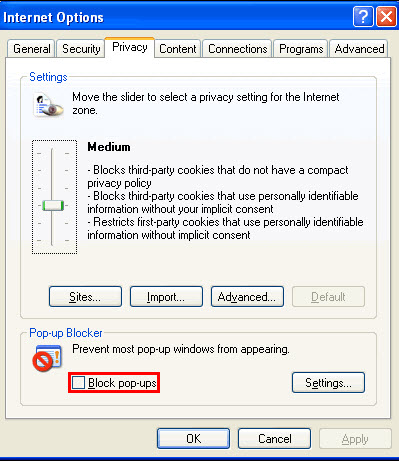 Internet Options
General Security Privacy Content Connections Programs Advanced
Settings
Move the slider to select a privacy setting for the Internet
zone.
Medium
- Blocks third-party cookies that do not have a compact
privacy policy
- Blocks third-party cookies that use personally identifiable
information without your implicit consent
- Restricts first-party cookies that use personally identifiable
information without implicit consent
Sites... Import... Advanced... Default
Pop-up Blocker
Prevent most pop-up windows from appearing.
Block pop-ups Settings...
OK Cancel Apply